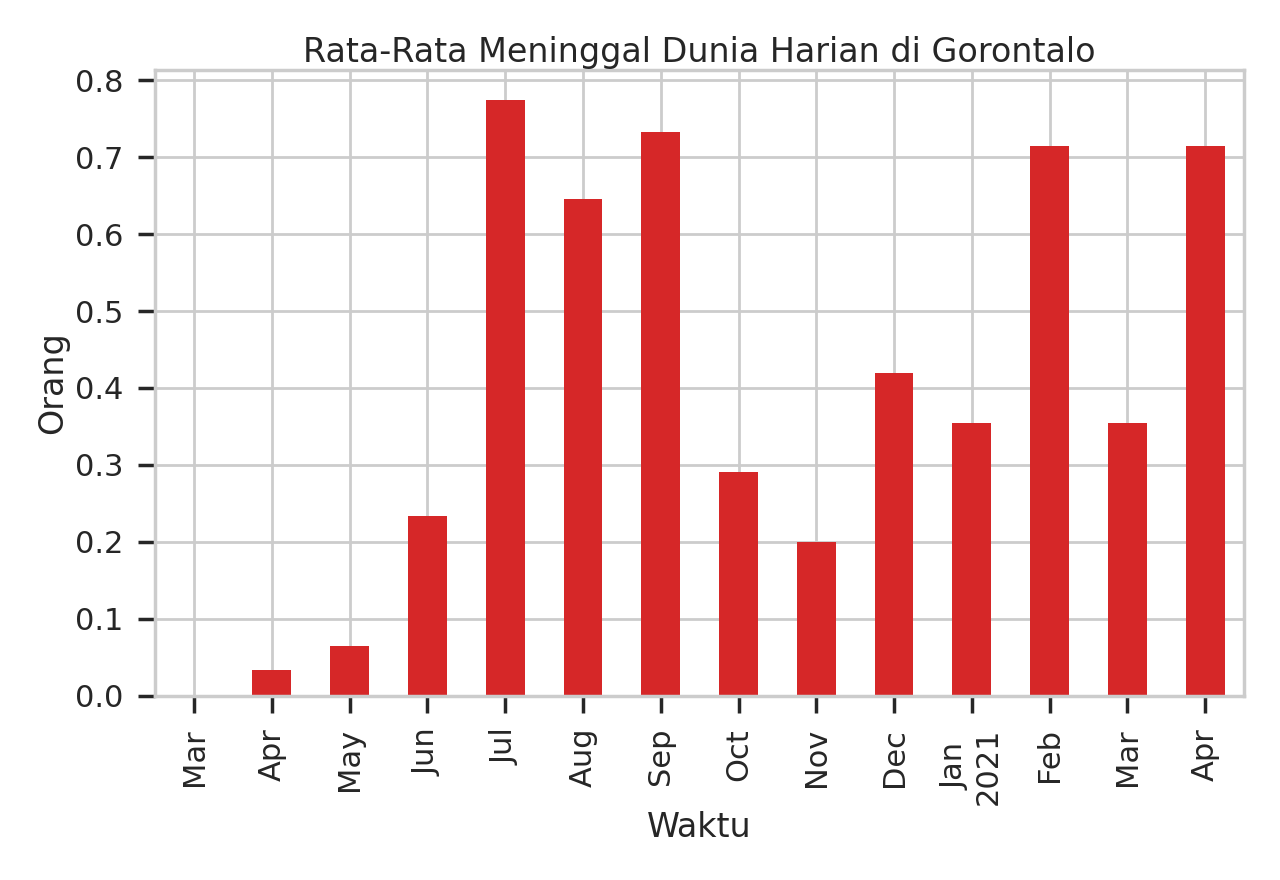 Rata-Rata Meninggal Dunia Harian di Gorontalo
0.8
0.7
0.6
0.5
0.4
0.3
0.2
0.1
0.0
Orang
Mar
Apr
May
Jun
Jul
Aug
Sep
Oct
Nov
Dec
Jan
2021
Feb
Mar
Apr
Waktu